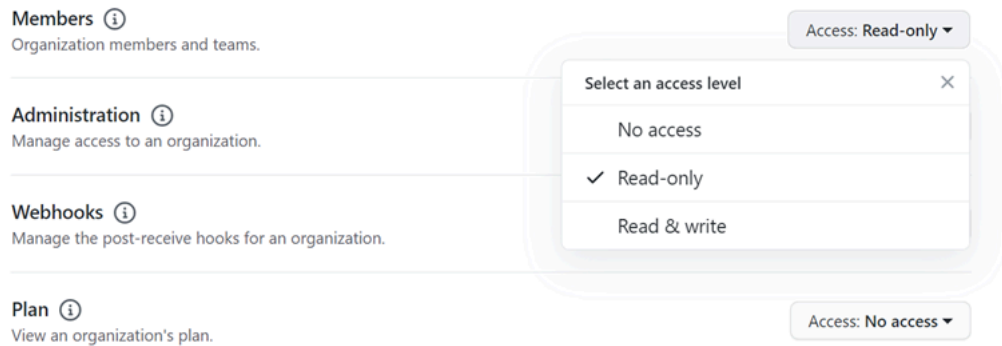 Members
Access: Read-only
Organization members and teams.
Select an access level
No access
Administration
Manage access to an organization.
Read-only
Webhooks
Read & write
Manage the post-receive hooks for an organization.
Plan
Access: No access
View an organization's plan.